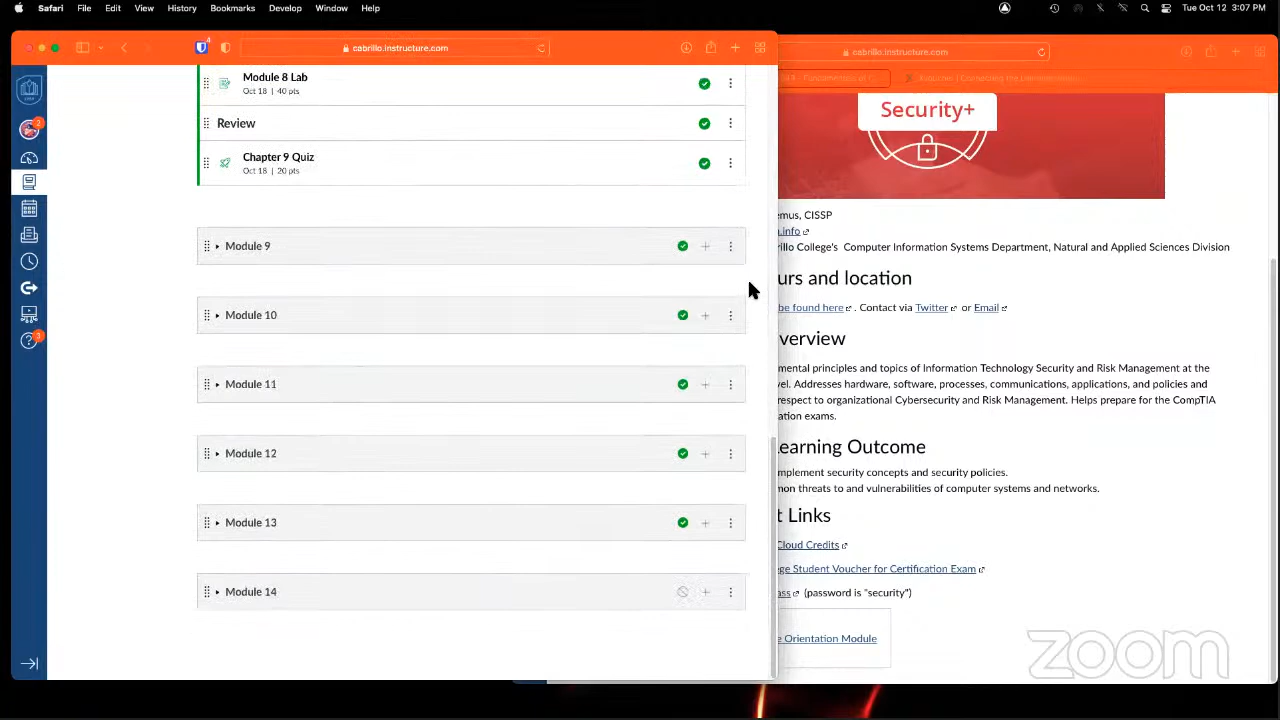 Safari File Edit View History Bookmarks Develop Window Help
Tue Oct 12 3:07 PM
4
cabrillo.instructure.com
cabrillo.instructure.com
Module 8 Lab
Oct 18 | 40 pts
Review
Chapter 9 Quiz
Oct 18 | 20 pts
Module 9
Module 10
Module 11
Module 12
Module 13
Module 14
2
3
Security+
emus, CISSP
.info
rillo College's Computer Information Systems Department, Natural and Applied Sciences Division
urs and location
be found here . Contact via Twitter or Email
verview
mental principles and topics of Information Technology Security and Risk Management at the
vel. Addresses hardware, software, processes, communications, applications, and policies and
respect to organizational Cybersecurity and Risk Management. Helps prepare for the CompTIA
ation exams.
earning Outcome
mplement security concepts and security policies.
mon threats to and vulnerabilities of computer systems and networks.
t Links
Cloud Credits
ege Student Voucher for Certification Exam
ass (password is "security")
e Orientation Module
zoom